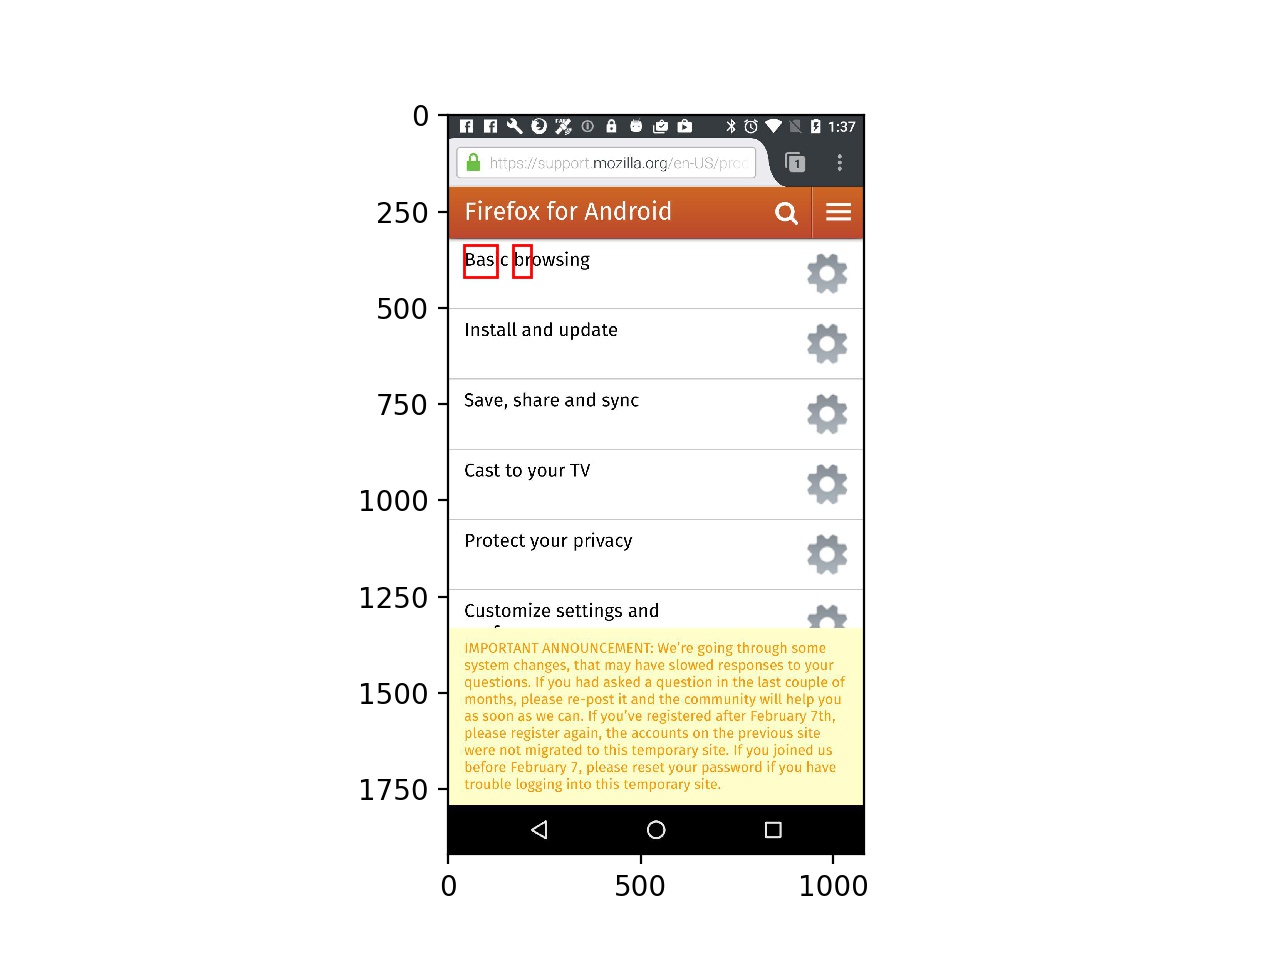 1:37
https://support.mozilla.org/en-US/pro
1
Firefox for Android
Basic browsing
Install and update
Save, share and sync
Cast to your TV
Protect your privacy
Customize settings and
IMPORTANT ANNOUNCEMENT: We're going through some
system changes, that may have slowed responses to your
questions. If you had asked a question in the last couple of
months, please re-post it and the community will help you
as soon as we can. If you've registered after February 7th,
please register again, the accounts on the previous site
were not migrated to this temporary site. If you joined us
before February 7, please reset your password if you have
trouble logging into this temporary site.
0
250
500
750
1000
1250
1500
1750
0 500 1000